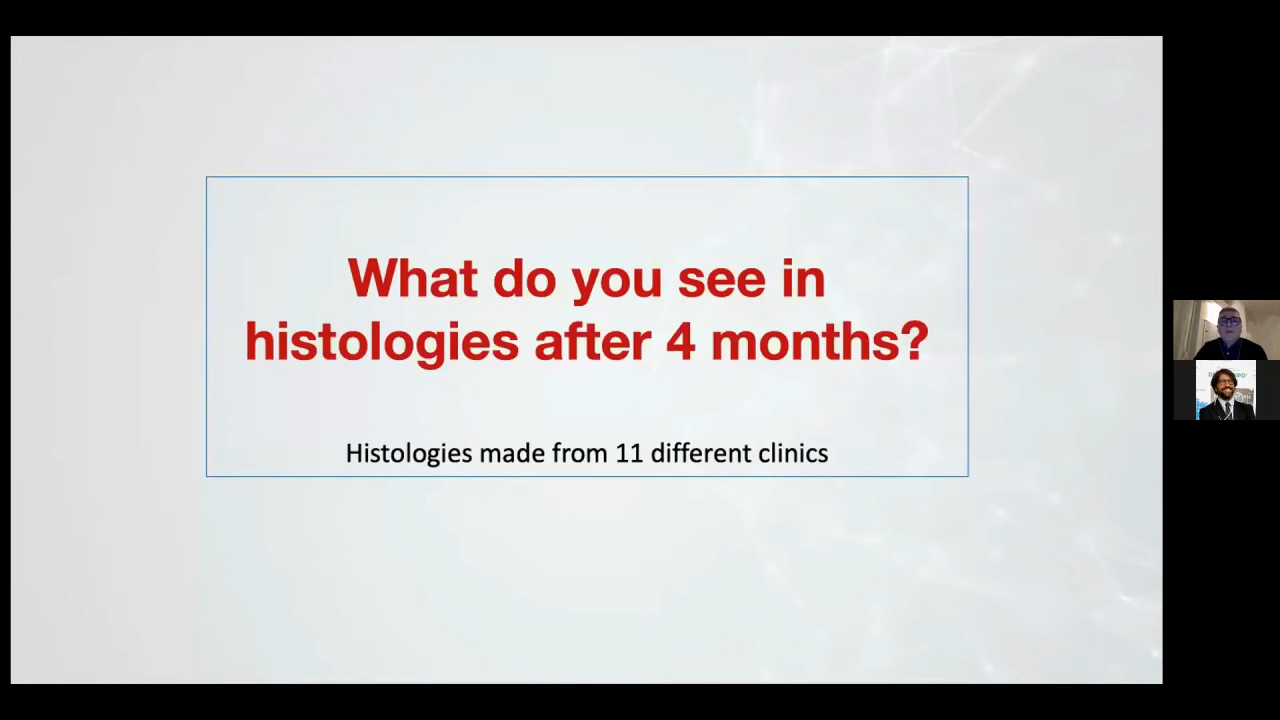 What do you see in
histologies after 4 months?
Histologies made from 11 different clinics